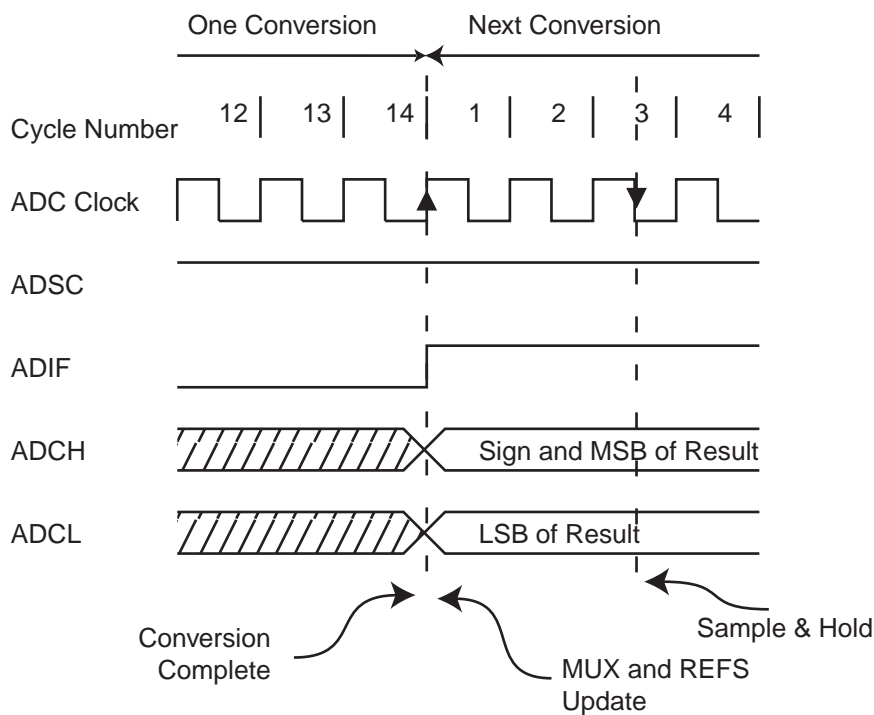 One Conversion Next Conversion
Cycle Number 12 13 14 1 2 3 4
ADC Clock
ADSC
ADIF
ADCH Sign and MSB of Result
ADCL LSB of Result
Conversion
Complete
MUX and REFS
Update
Sample & Hold